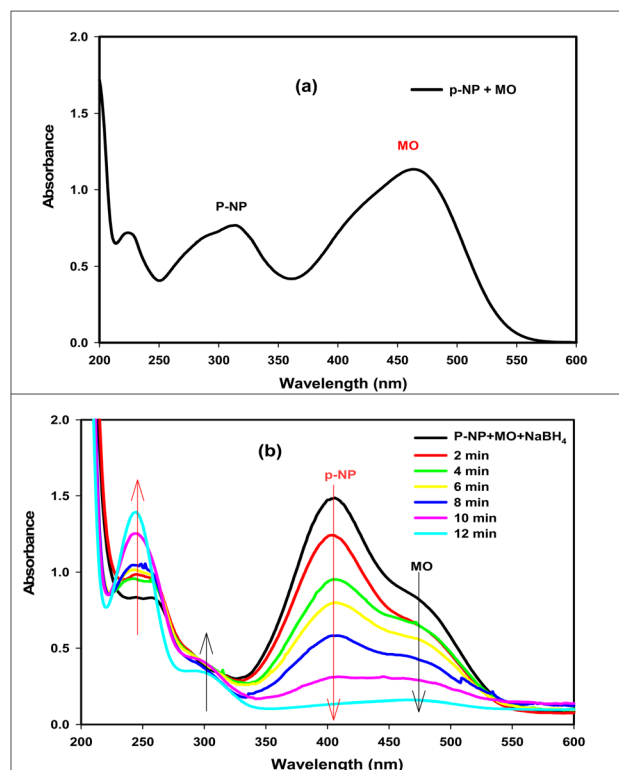 2.0
(a)
p-NP + MO
1.5
MO
Absorbance
P-NP
1.0
0.5
0.0
200 250 300 350 400 450 500 550 600
Wavelength (nm)
2.0
(b)
P-NP+MO+NaBH₄
2 min
p-NP
4 min
6 min
1.5
8 min
10 min
12 min
Absorbance
MO
1.0
0.5
0.0
200 250 300 350 400 450 500 550 600
Wavelength (nm)